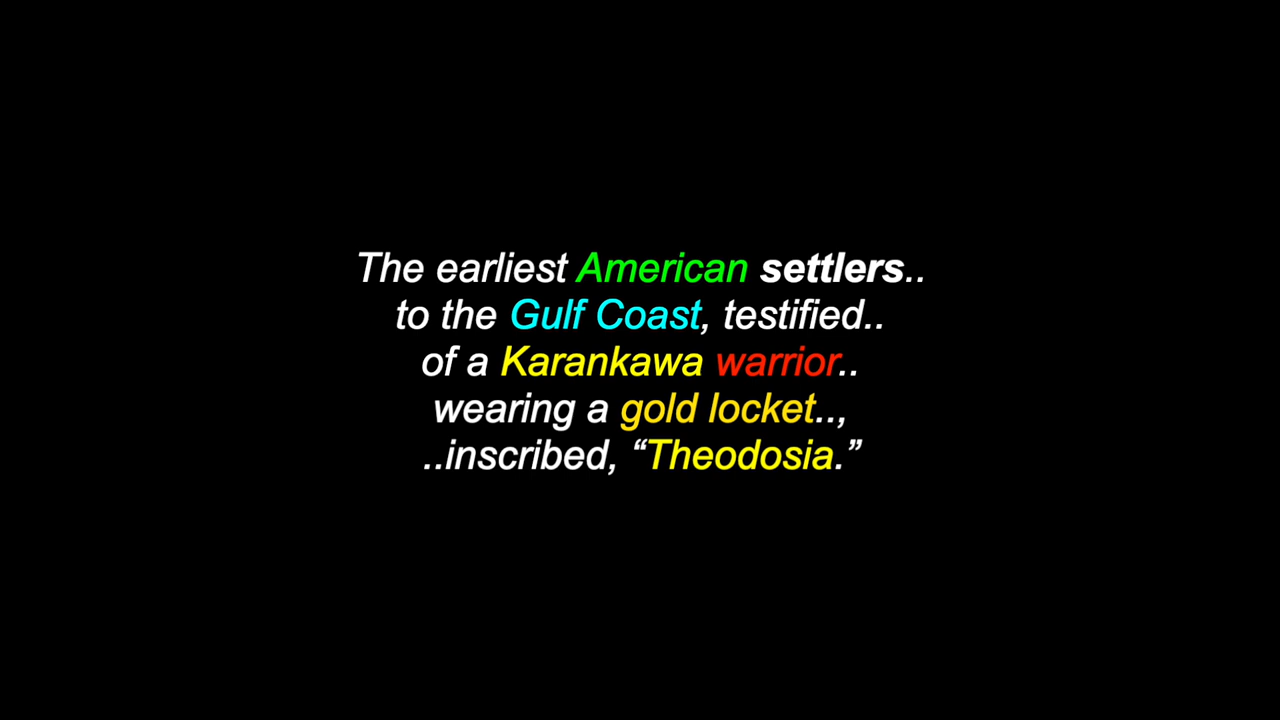 The earliest American settlers..
to the Gulf Coast, testified..
of a Karankawa warrior..
wearing a gold locket..,
..inscribed, “Theodosia.”